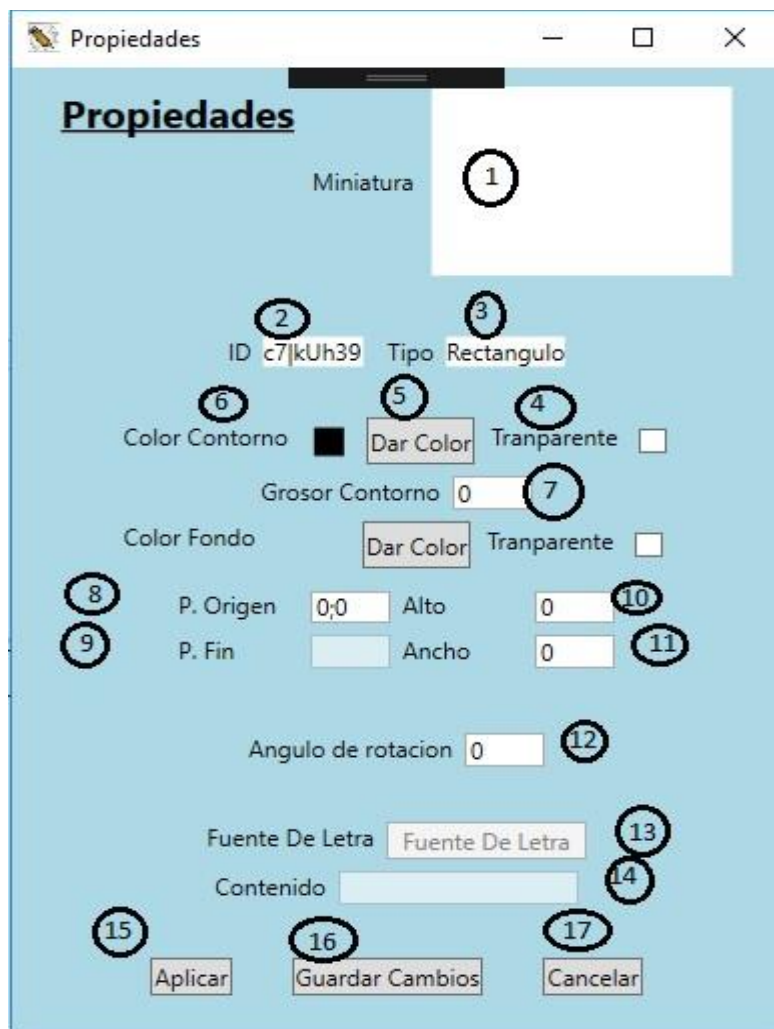 Propiedades
Propiedades
Miniatura 1
2 3
ID c7|kUh39 Tipo Rectangulo
6 5 4
Color Contorno Dar Color Tranparente
Grosor Contorno 0 7
Color Fondo Dar Color Tranparente
8 P. Origen 0;0 Alto 0 10
9 P. Fin Ancho 0 11
Angulo de rotacion 0 12
Fuente De Letra Fuente De Letra 13
Contenido 14
15 16 17
Aplicar Guardar Cambios Cancelar